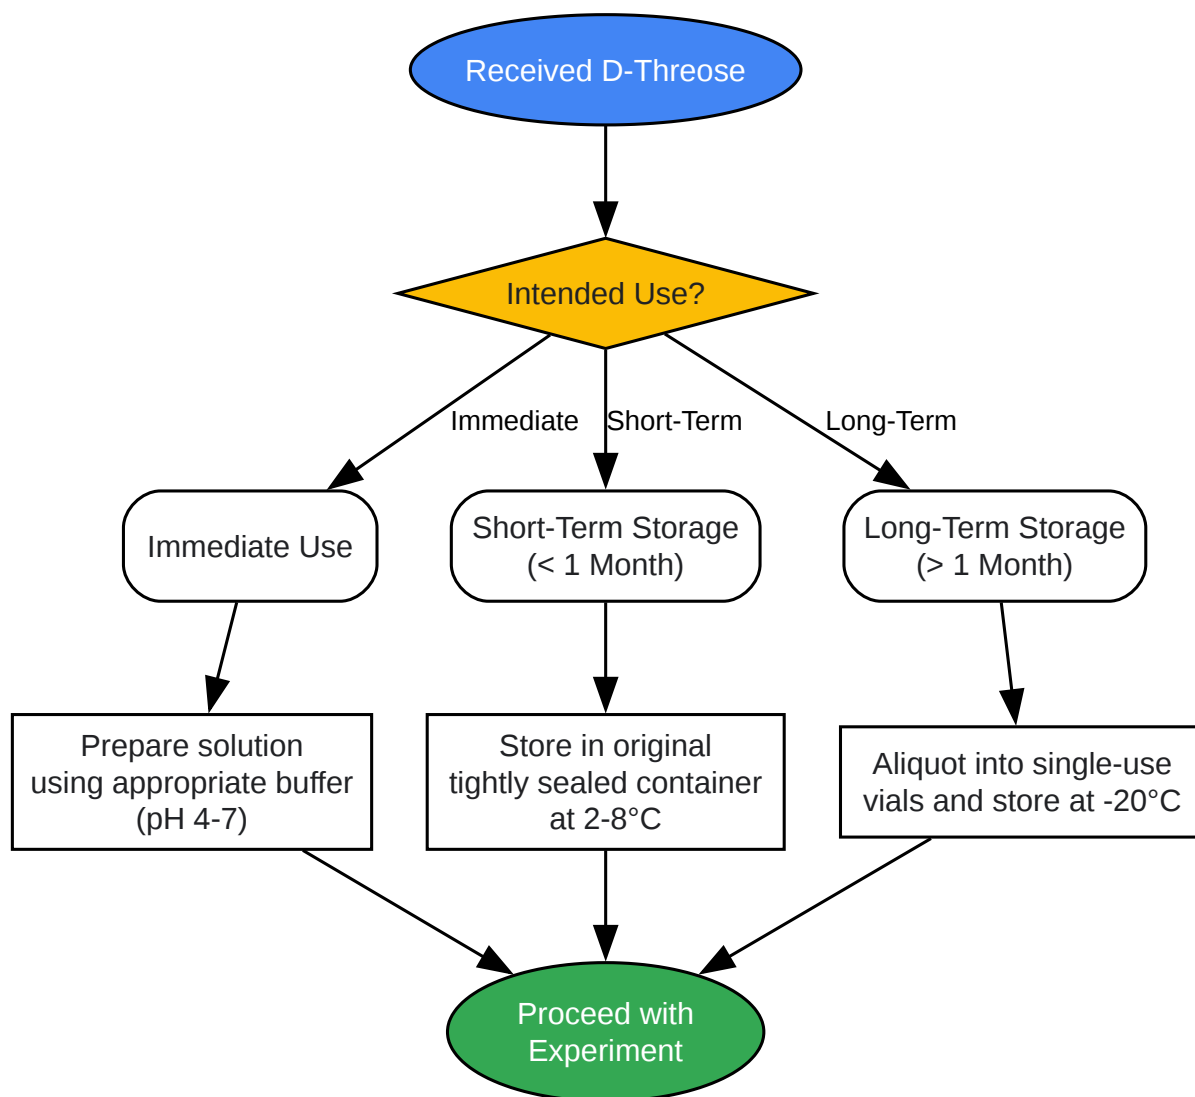 Received D-Threose
Intended Use?
Immediate
Short-Term
Long-Term
Immediate Use
Short-Term Storage
(< 1 Month)
Long-Term Storage
(> 1 Month)
Prepare solution
using appropriate buffer
(pH 4-7)
Store in original
tightly sealed container
at 2-8°C
Aliquot into single-use
vials and store at -20°C
Proceed with
Experiment